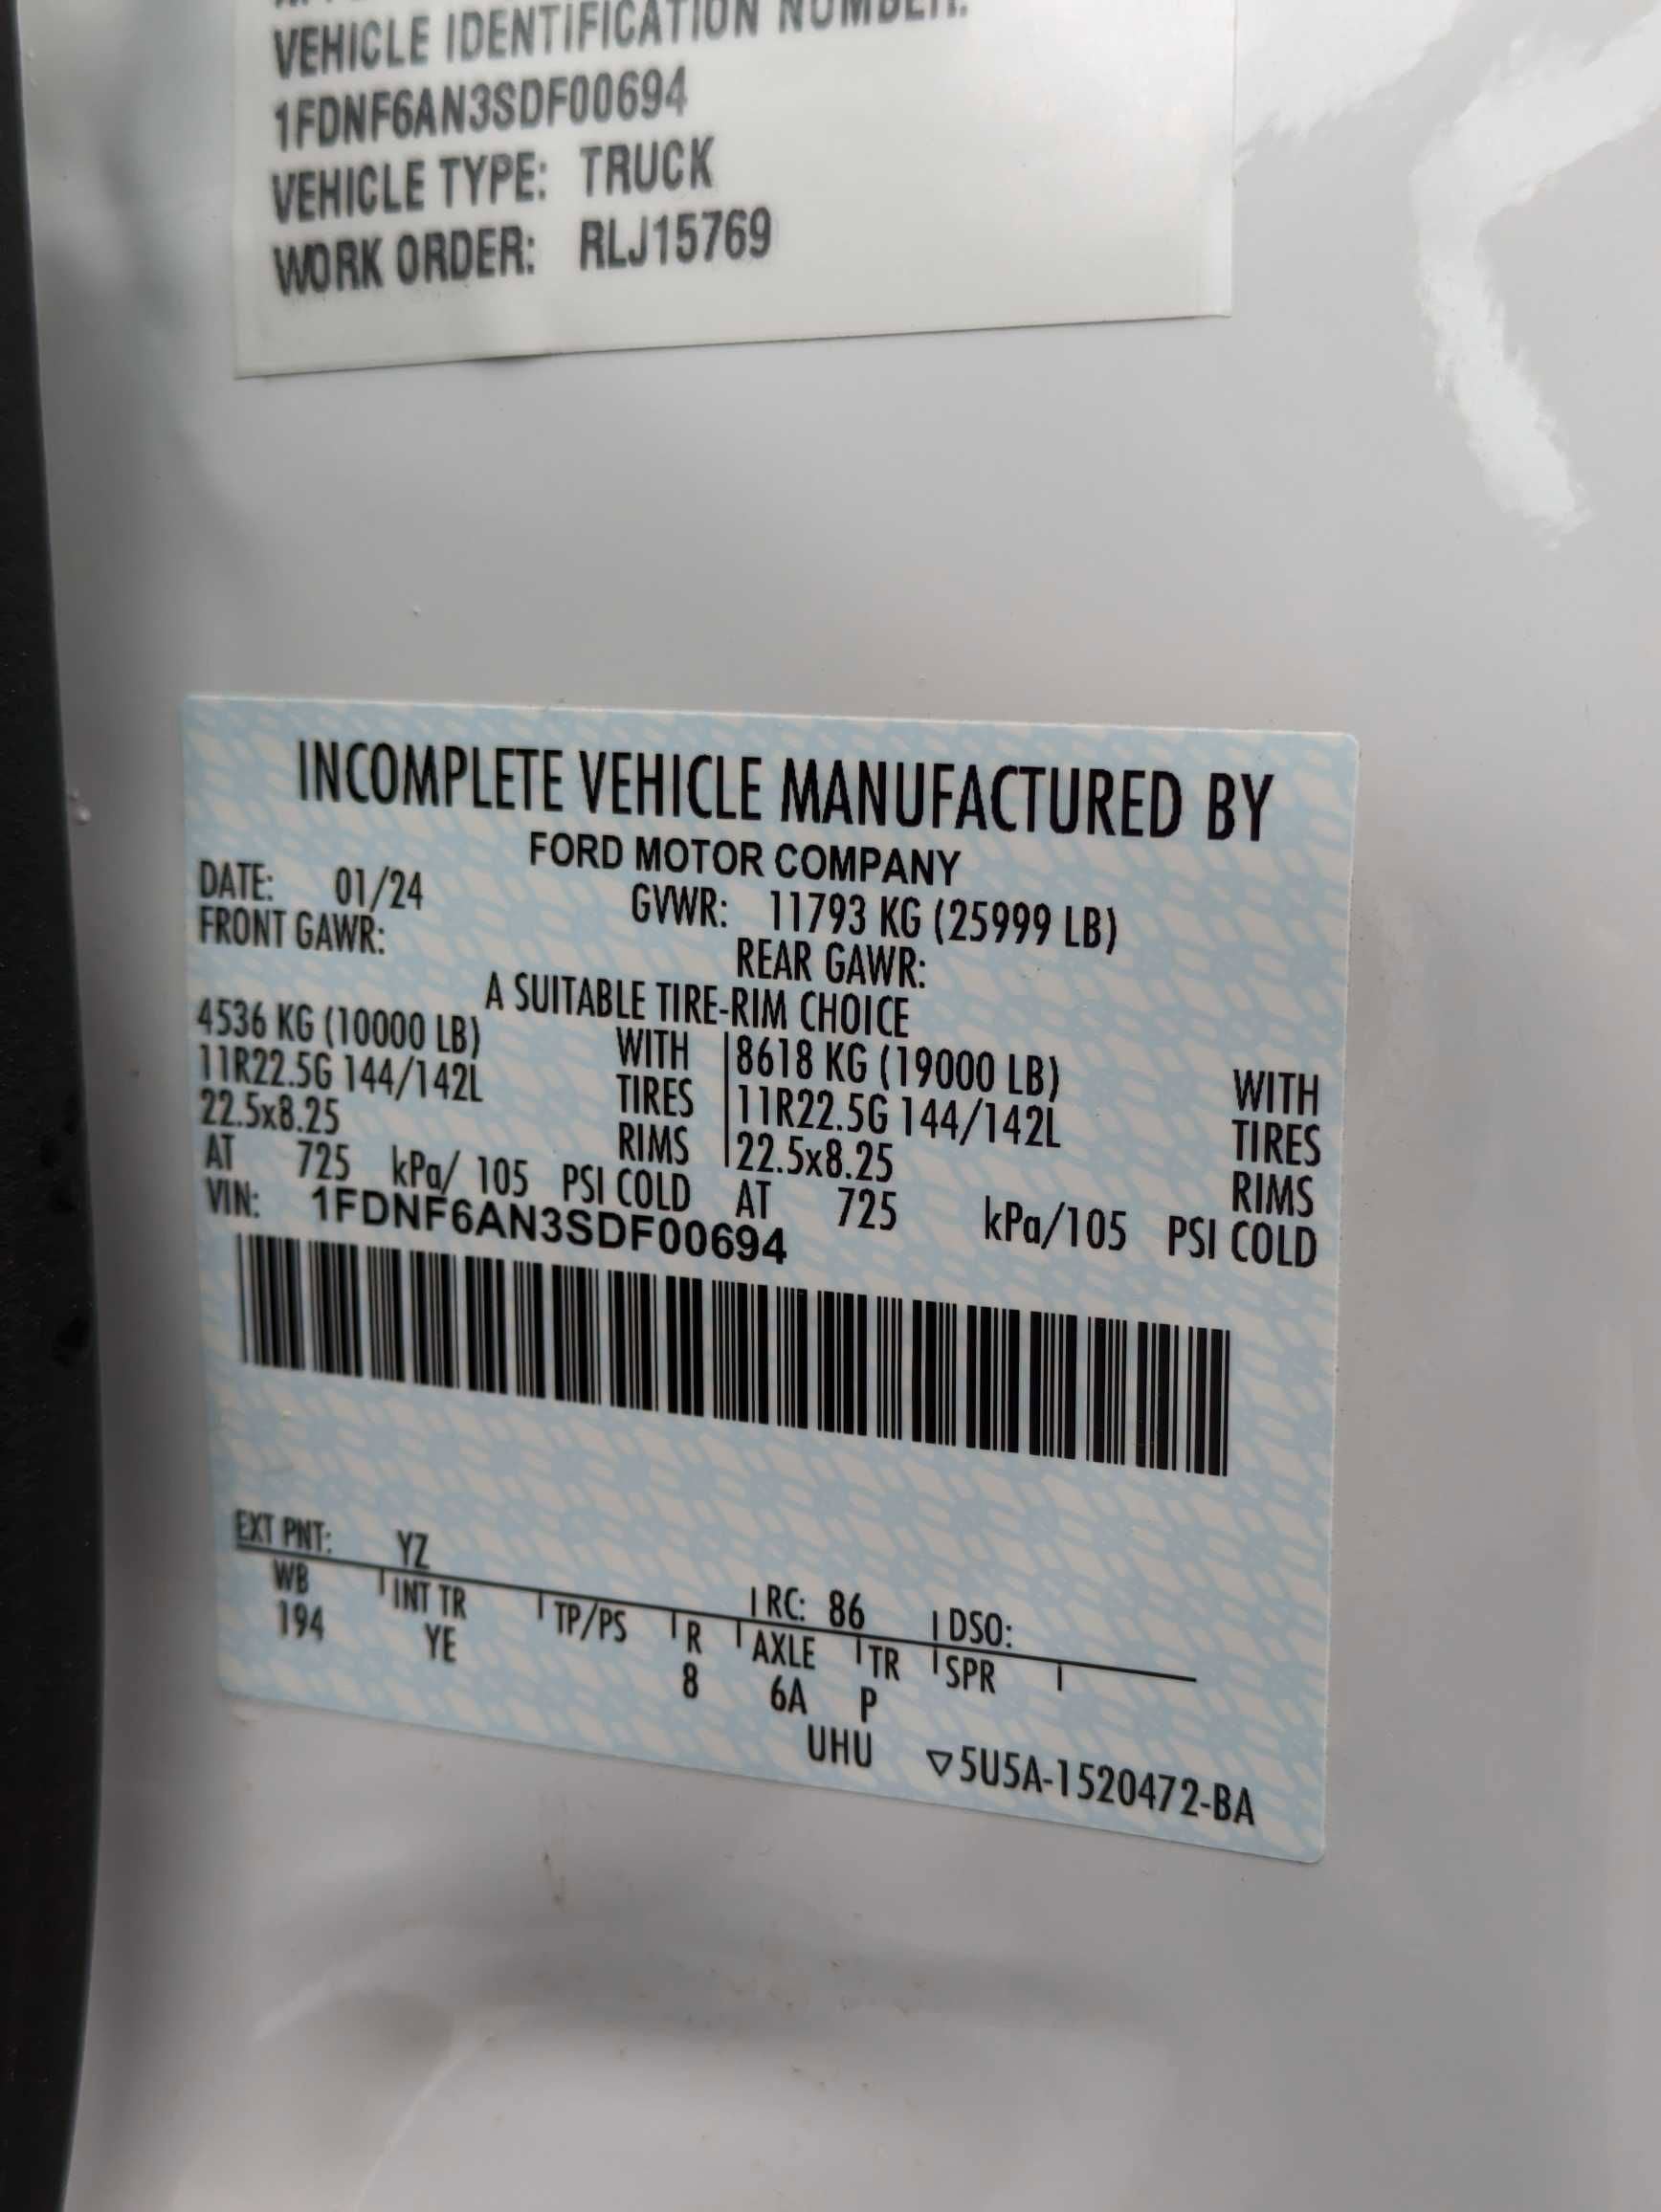 VEHICLE IDENTIFICATION NUMBER:
1FDNF6AN3SDF00694
VEHICLE TYPE: TRUCK
WORK ORDER: RLJ15769
INCOMPLETE VEHICLE MANUFACTURED BY
FORD MOTOR COMPANY
DATE: 01/24 GVWR: 11793 KG (25999 LB)
FRONT GAWR: REAR GAWR:
A SUITABLE TIRE-RIM CHOICE
4536 KG (10000 LB) WITH 8618 KG (19000 LB) WITH
11R22.5G 144/142L TIRES 11R22.5G 144/142L TIRES
22.5x8.25 RIMS 22.5x8.25 RIMS
AT 725 kPa/ 105 PSI COLD AT 725 kPa/105 PSI COLD
VIN: 1FDNF6AN3SDF00694
EXT PNT: YZ RC: 86 DSO:
WB INT TR TP/PS R AXLE TR SPR
194 YE 8 6A P
UHU ▽5U5A-1520472-BA